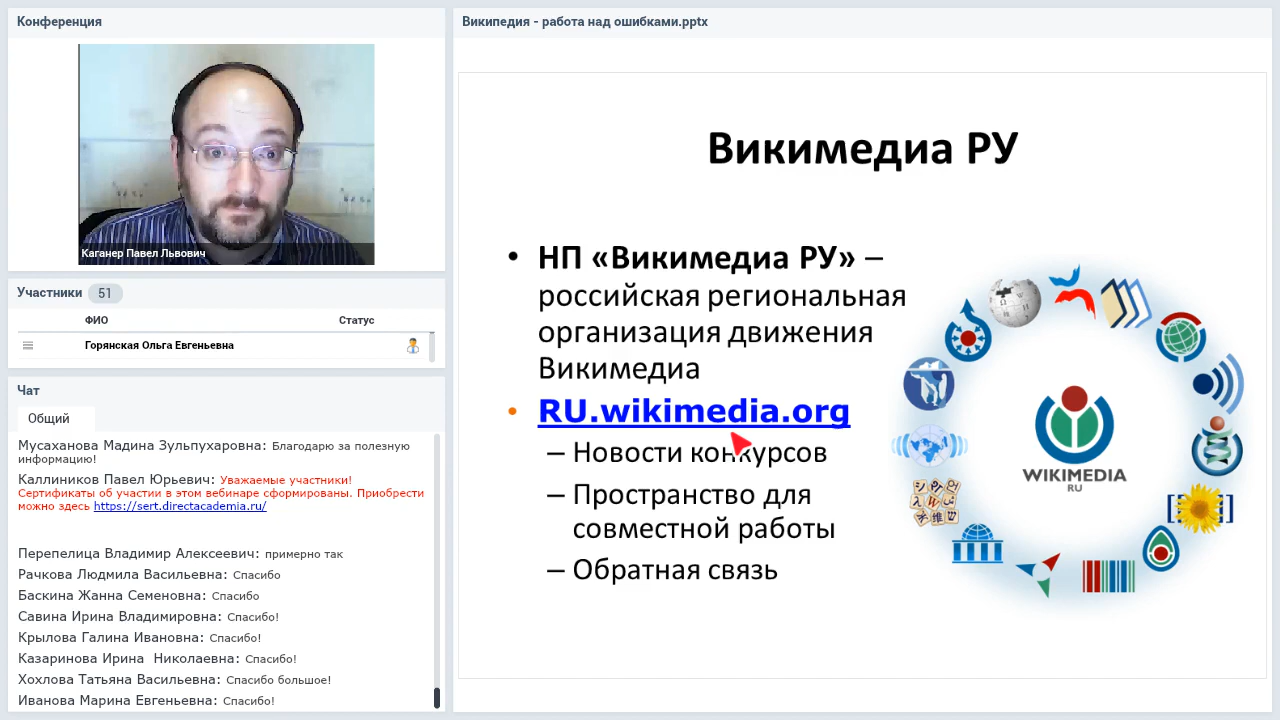 Конференция
Каганер Павел Львович
Участники 51
ФИО Статус
Горянская Ольга Евгеньевна
Чат
Общий
Мусаханова Мадина Зульпухаровна: Благодарю за полезную
информацию!
Каллиников Павел Юрьевич: Уважаемые участники!
Сертификаты об участии в этом вебинаре сформированы. Приобрести
можно здесь https://sert.directacademia.ru/
Перепелица Владимир Алексеевич: примерно так
Рачкова Людмила Васильевна: Спасибо
Баскина Жанна Семеновна: Спасибо
Савина Ирина Владимировна: Спасибо!
Крылова Галина Ивановна: Спасибо!
Казаринова Ирина  Николаевна: Спасибо!
Хохлова Татьяна Васильевна: Спасибо большое!
Иванова Марина Евгеньевна: Спасибо!
Википедия - работа над ошибками.pptx
Викимедиа РУ
• НП «Викимедиа РУ» –
российская региональная
организация движения
Викимедиа
• RU.wikimedia.org
– Новости конкурсов
– Пространство для
совместной работы
– Обратная связь
WIKIMEDIA
RU